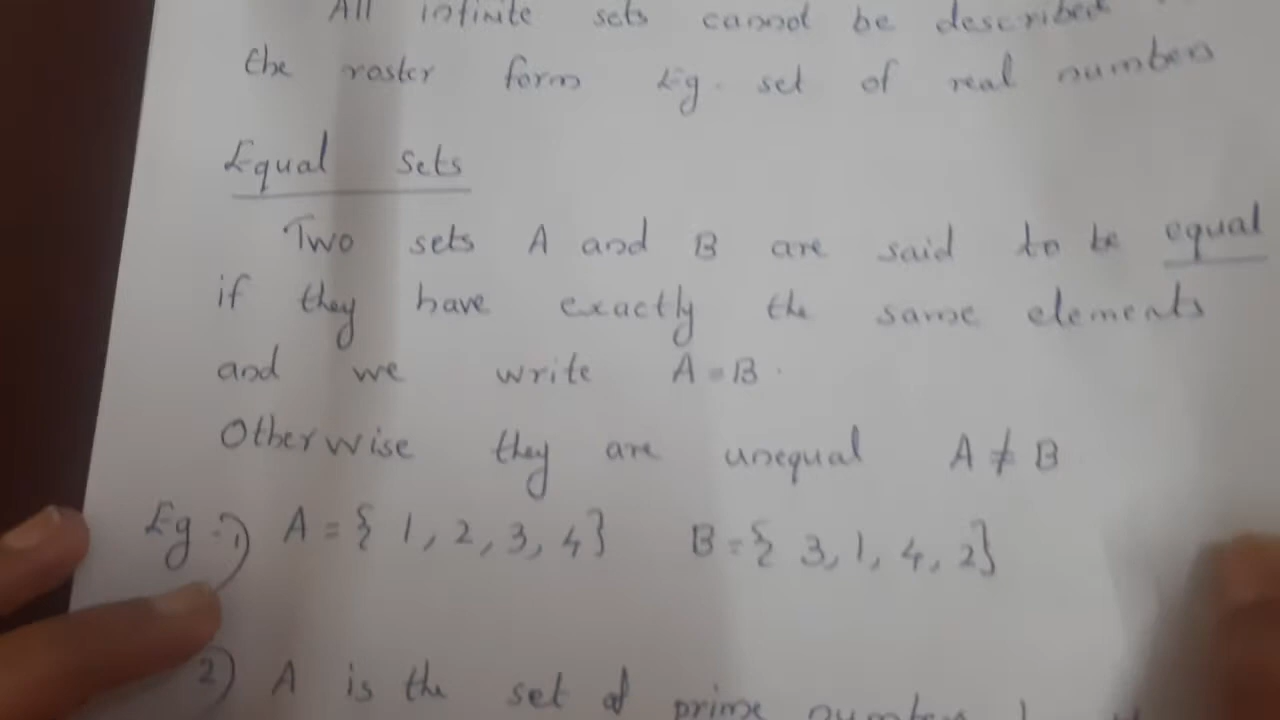 All infinite sets cannot be described
the roster form Eg. set of real numbers
Equal sets
Two sets A and B are said to be equal
if they have exactly the same elements
and we write A=B.
Otherwise they are unequal A ≠ B
Eg :- 1) A = { 1, 2, 3, 4} B = { 3, 1, 4, 2}
2) A is the set of prime numbers